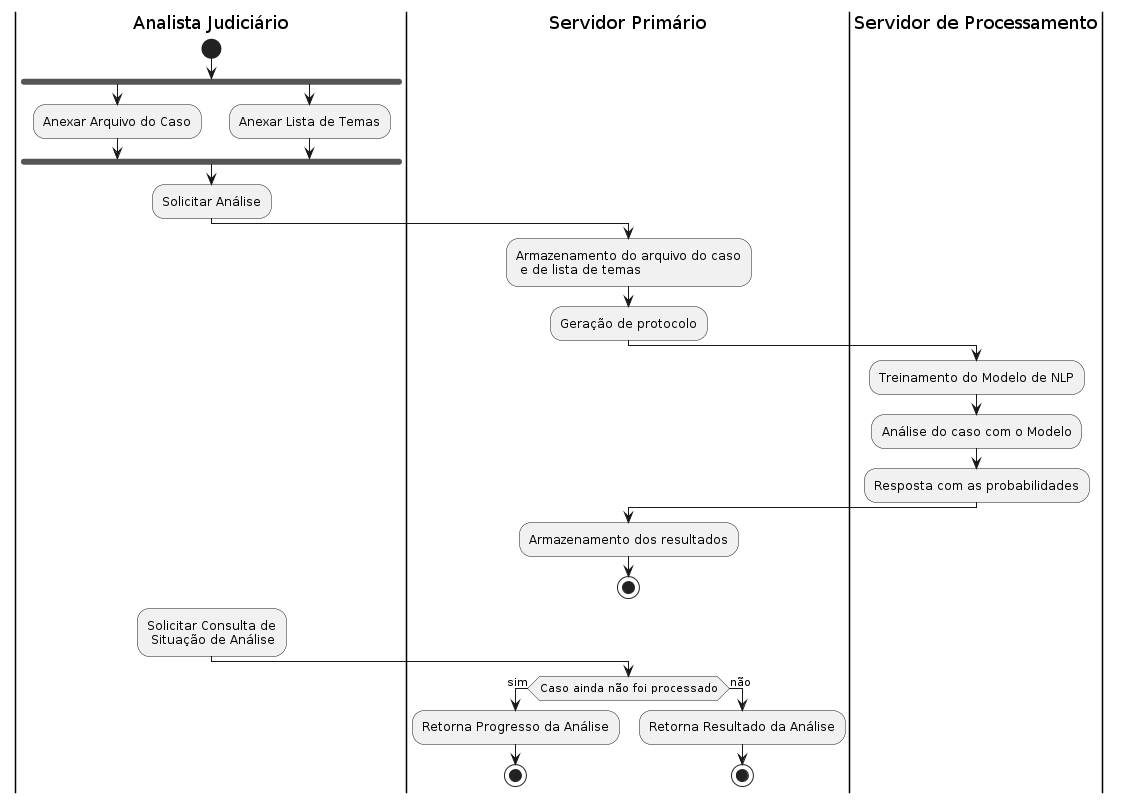 Analista Judiciário
Servidor Primário
Servidor de Processamento
Anexar Arquivo do Caso
Anexar Lista de Temas
Solicitar Análise
Armazenamento do arquivo do caso
e de lista de temas
Geração de protocolo
Treinamento do Modelo de NLP
Análise do caso com o Modelo
Resposta com as probabilidades
Armazenamento dos resultados
Solicitar Consulta de
Situação de Análise
sim
Caso ainda não foi processado
não
Retorna Progresso da Análise
Retorna Resultado da Análise